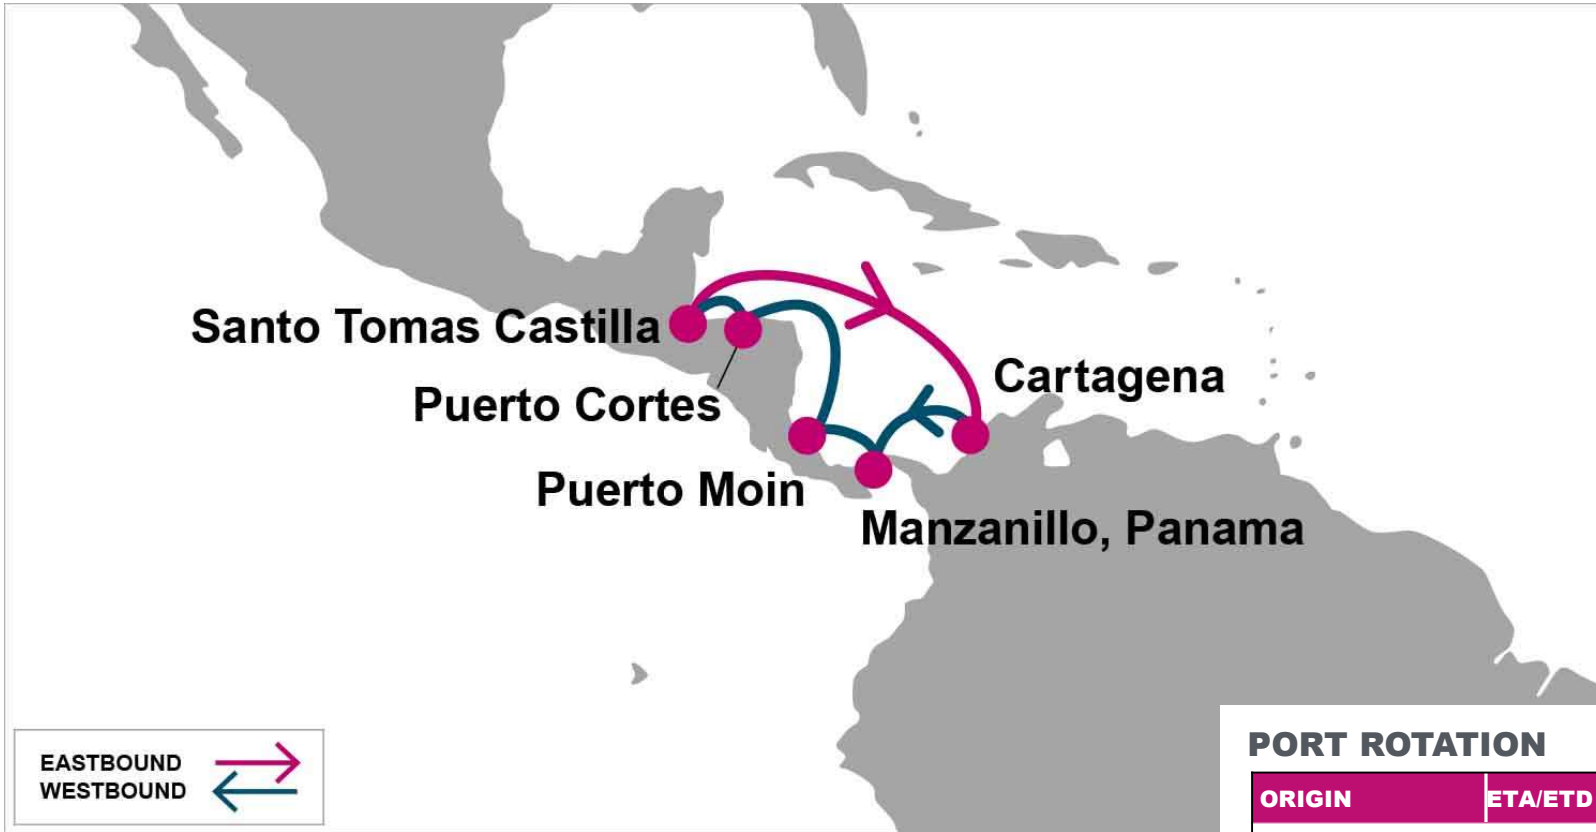 Santo Tomas Castilla
Puerto Cortes
Cartagena
Puerto Moin
Manzanillo, Panama
EASTBOUND
WESTBOUND
PORT ROTATION
ORIGIN ETA/ETD